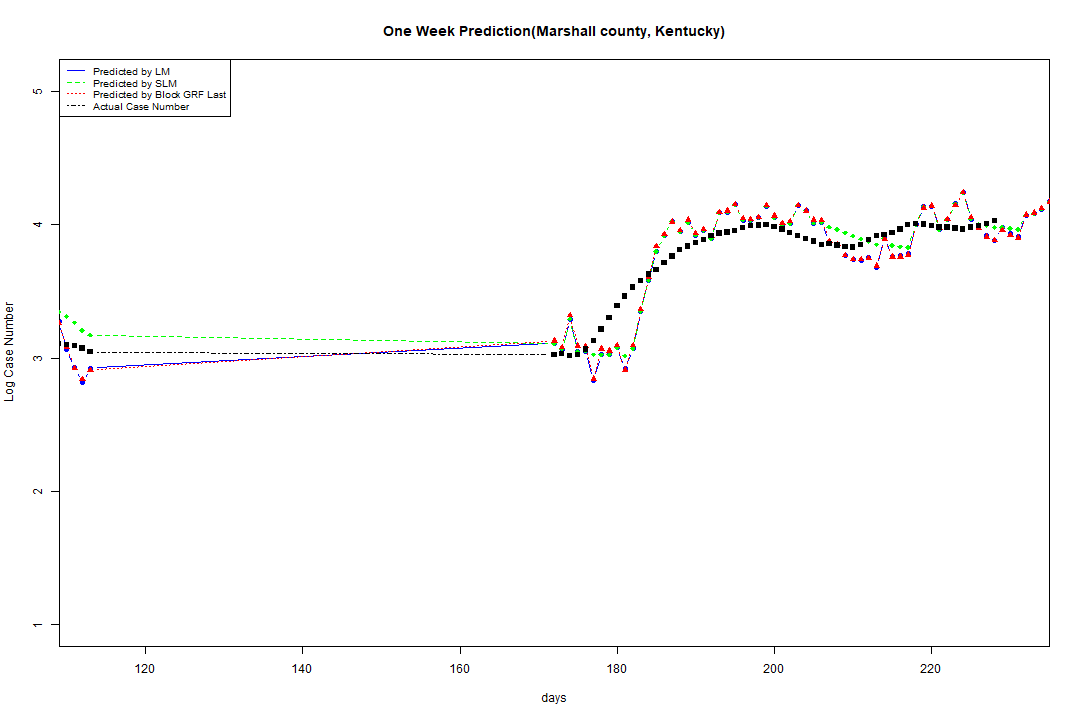 One Week Prediction(Marshall county, Kentucky)
Predicted by LM
Predicted by SLM
Predicted by Block GRF Last
Actual Case Number
5
4
3
2
1
Log Case Number
120 140 160 180 200 220
days